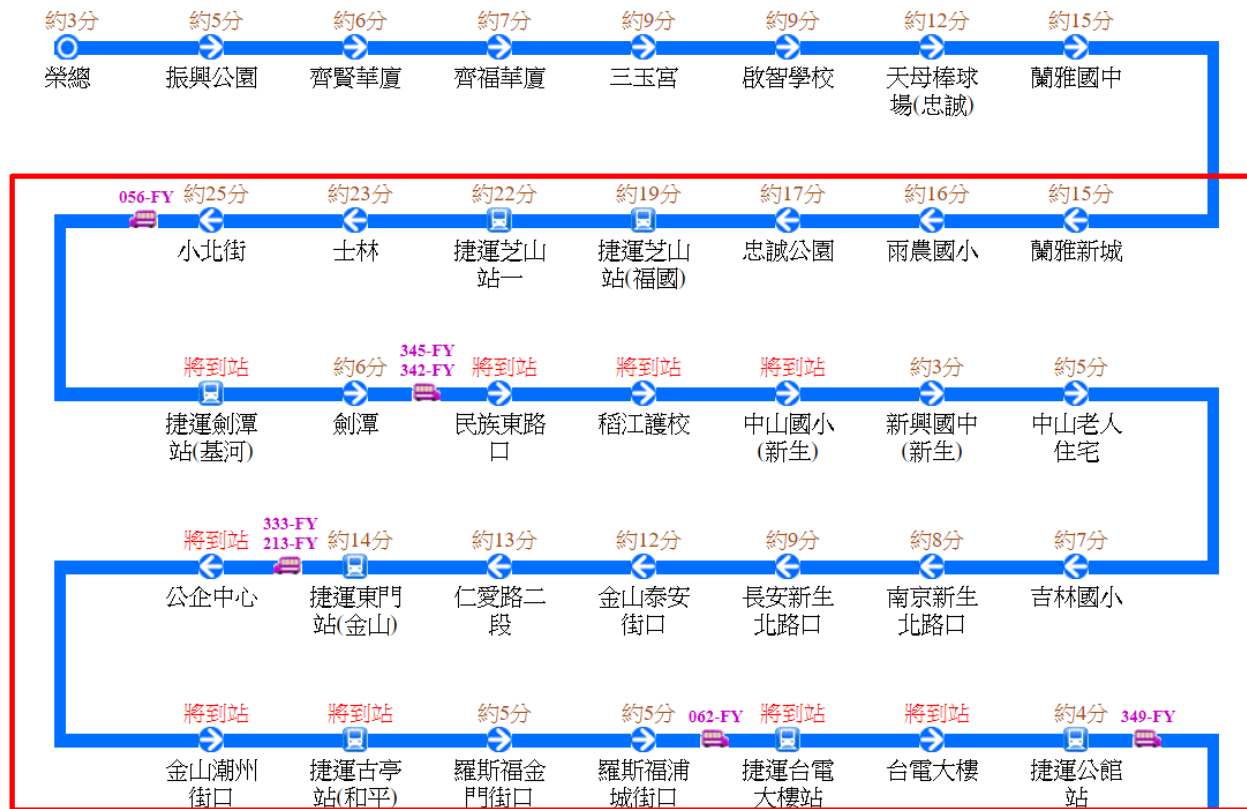 約3分 約5分 約6分 約7分 約9分 約9分 約12分 約15分
榮總 振興公園 齊賢華廈 齊福華廈 三玉宮 啟智學校 天母棒球 蘭雅國中
場(忠誠)
056-FY 約25分 約23分 約22分 約19分 約17分 約16分 約15分
小北街 士林 捷運芝山 捷運芝山 忠誠公園 雨農國小 蘭雅新城
站一 站(福國)
345-FY
將到站 約6分 342-FY 將到站 將到站 將到站 約3分 約5分
捷運劍潭 劍潭 民族東路 稻江護校 中山國小 新興國中 中山老人
站(基河) 口 (新生) (新生) 住宅
333-FY
將到站 213-FY 約14分 約13分 約12分 約9分 約8分 約7分
公企中心 捷運東門 仁愛路二 金山泰安 長安新生 南京新生 吉林國小
站(金山) 段 街口 北路口 北路口
將到站 將到站 約5分 約5分 062-FY 將到站 將到站 約4分 349-FY
金山潮州 捷運古亭 羅斯福金 羅斯福浦 捷運台電 台電大樓 捷運公館
街口 站(和平) 門街口 城街口 大樓站 站